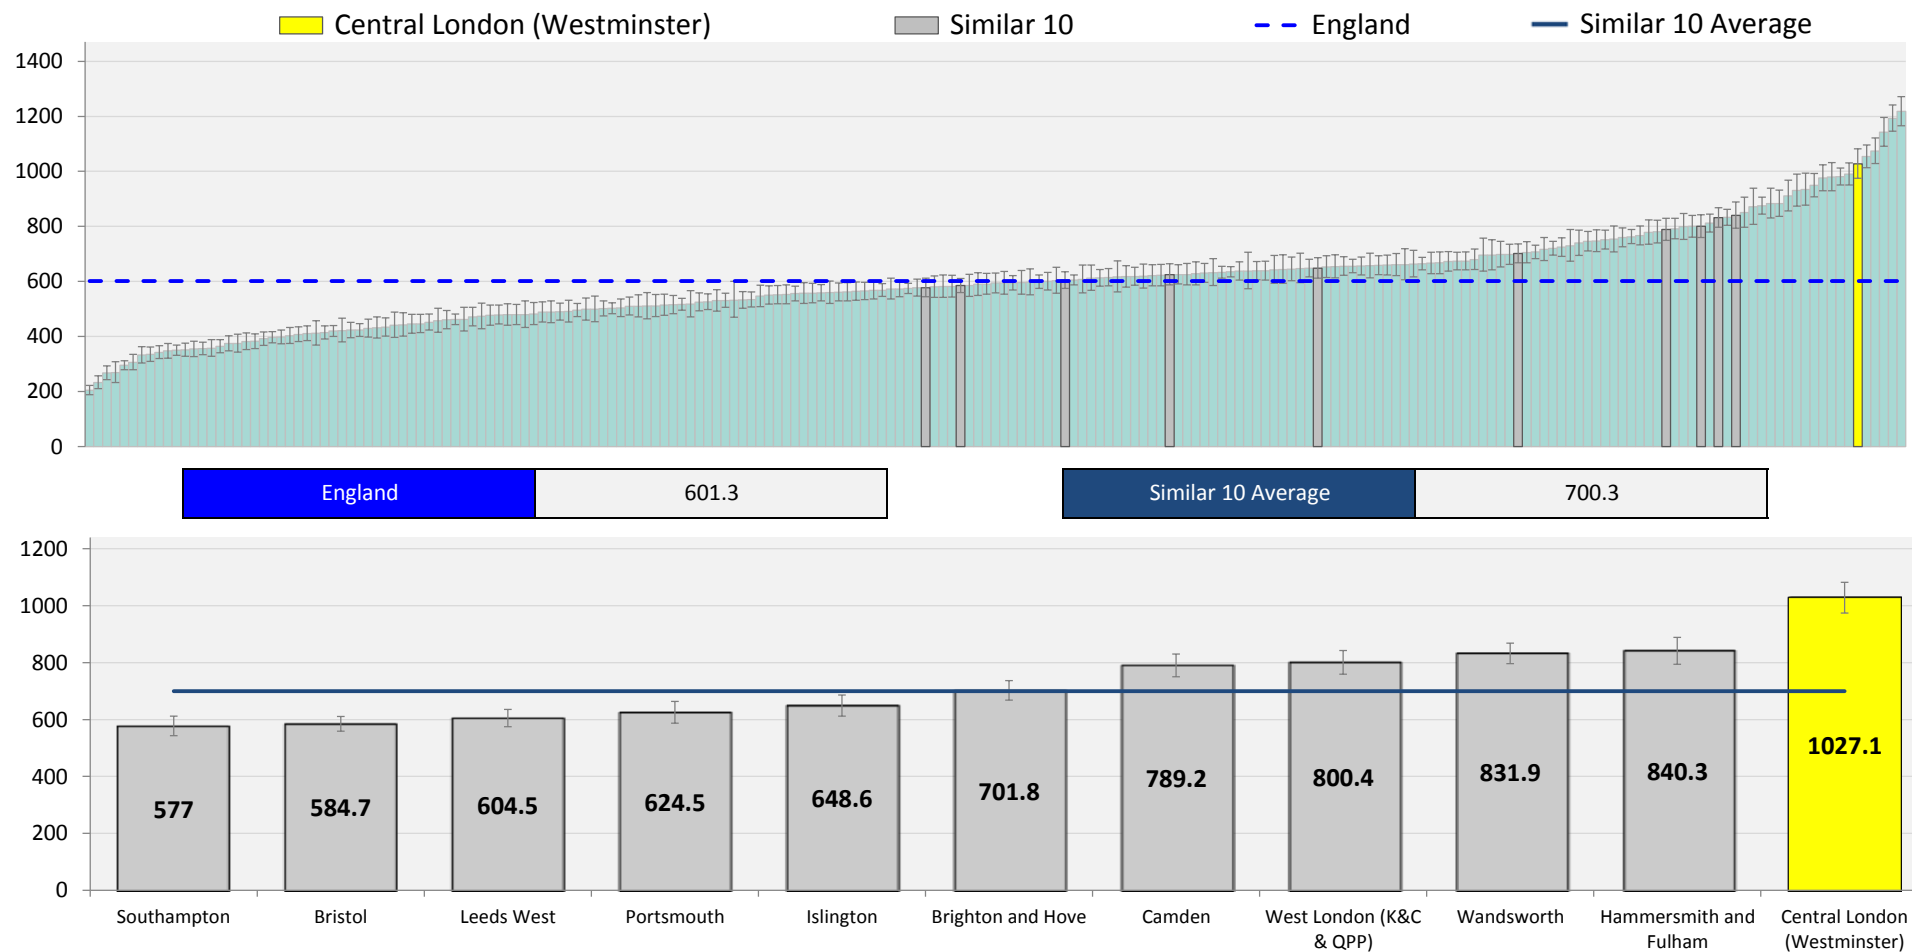 Central London (Westminster)
Similar 10
England
Similar 10 Average
1400
1200
1000
800
600
400
200
0
England
601.3
Similar 10 Average
700.3
1200
1000
800
600
400
200
0
577
584.7
604.5
624.5
648.6
701.8
789.2
800.4
831.9
840.3
1027.1
Southampton
Bristol
Leeds West
Portsmouth
Islington
Brighton and Hove
Camden
West London (K&C
& QPP)
Wandsworth
Hammersmith and
Fulham
Central London
(Westminster)